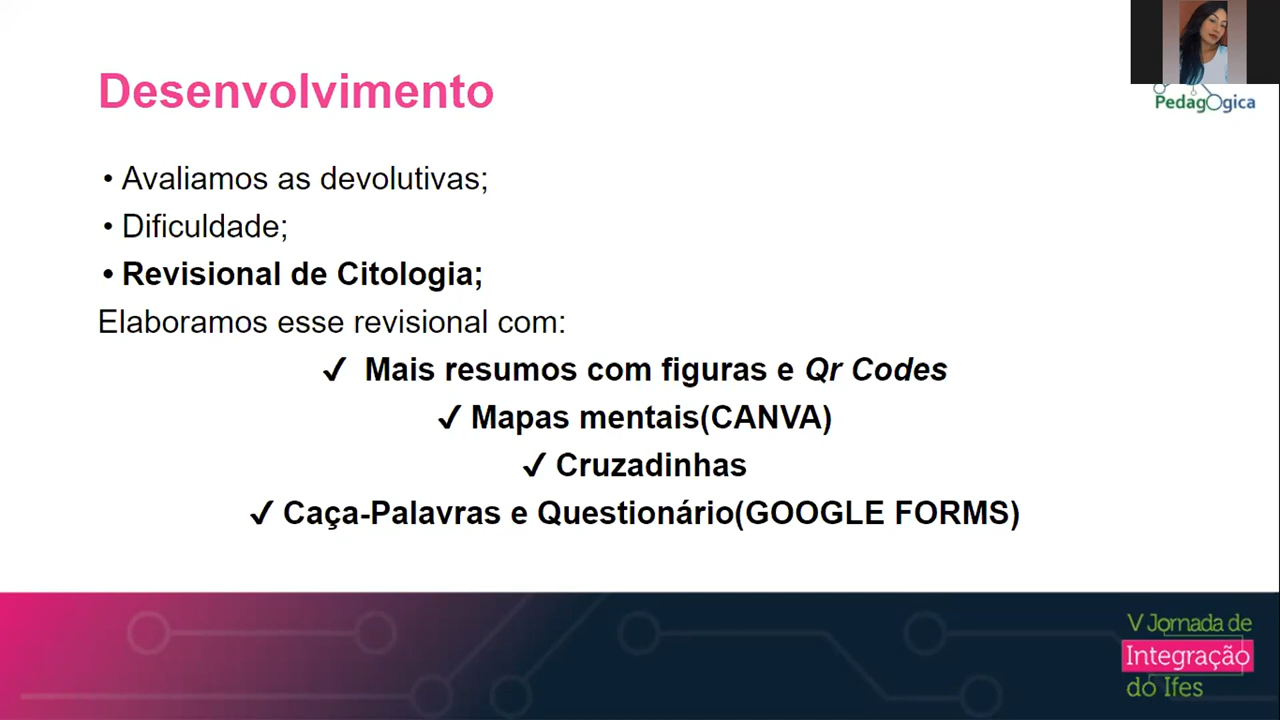 Desenvolvimento
Pedagógica
• Avaliamos as devolutivas;
• Dificuldade;
• Revisional de Citologia;
Elaboramos esse revisional com:
✓ Mais resumos com figuras e Qr Codes
✓ Mapas mentais(CANVA)
✓ Cruzadinhas
✓ Caça-Palavras e Questionário(GOOGLE FORMS)
V Jornada de
Integração
do Ifes